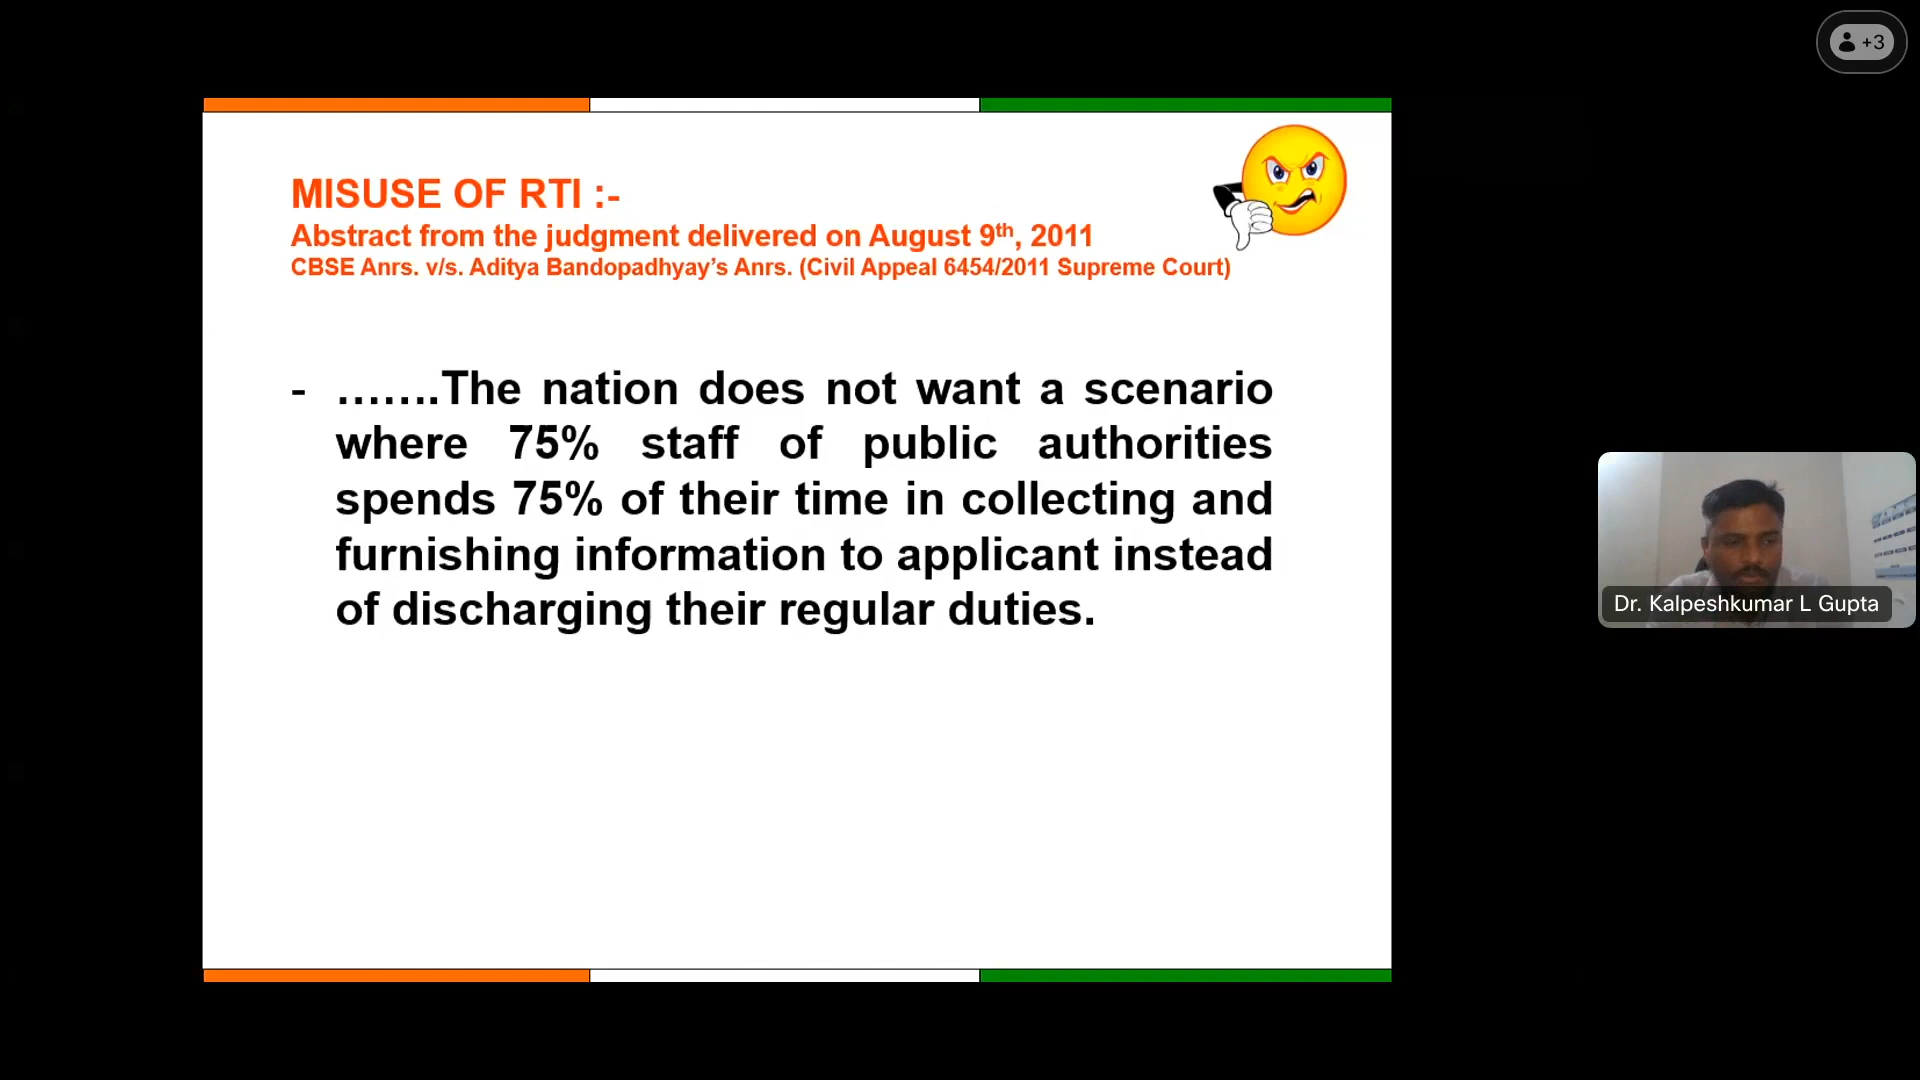 +3
MISUSE OF RTI :-
Abstract from the judgment delivered on August 9th, 2011
CBSE Anrs. v/s. Aditya Bandopadhyay’s Anrs. (Civil Appeal 6454/2011 Supreme Court)
- …….The nation does not want a scenario
where 75% staff of public authorities
spends 75% of their time in collecting and
furnishing information to applicant instead
of discharging their regular duties.
Dr. Kalpeshkumar L Gupta